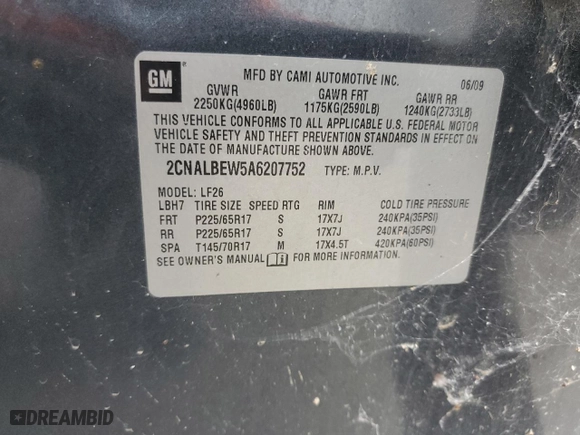 GM
MFD BY CAMI AUTOMOTIVE INC. 06/09
GVWR GAWR FRT GAWR RR
2250KG(4960LB) 1175KG(2590LB) 1240KG(2733LB)
THIS VEHICLE CONFORMS TO ALL APPLICABLE U.S. FEDERAL MOTOR
VEHICLE SAFETY AND THEFT PREVENTION STANDARDS IN EFFECT ON
THE DATE OF MANUFACTURE SHOWN ABOVE.
2CNALBEW5A6207752 TYPE: M.P.V.
MODEL: LF26
LBH7 TIRE SIZE SPEED RTG RIM COLD TIRE PRESSURE
FRT P225/65R17 S 17X7J 240KPA(35PSI)
RR P225/65R17 S 17X7J 240KPA(35PSI)
SPA T145/70R17 M 17X4.5T 420KPA(60PSI)
SEE OWNER'S MANUAL FOR MORE INFORMATION.
DREAMBID